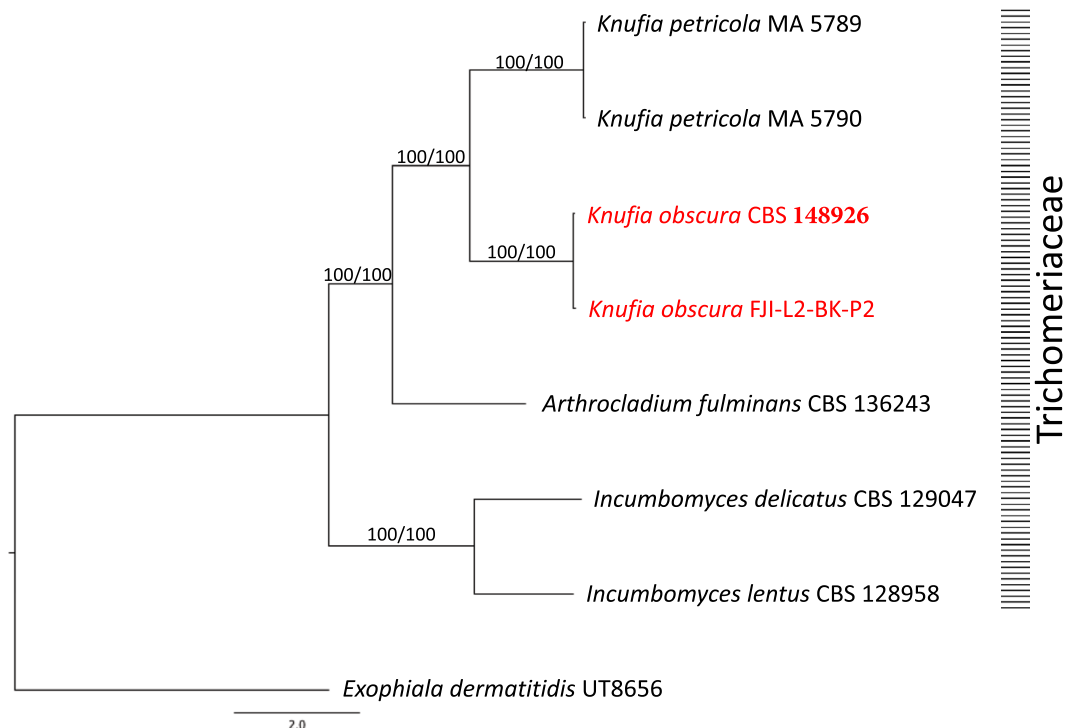 Knufia petricola MA 5789
100/100
Knufia petricola MA 5790
100/100
Knufia obscura CBS 148926
100/100
100/100
Knufia obscura FJI-L2-BK-P2
Arthrocladium fulminans CBS 136243
Incumbomyces delicatus CBS 129047
100/100
Incumbomyces lentus CBS 128958
Exophiala dermatitidis UT8656
2.0
Trichomeriaceae